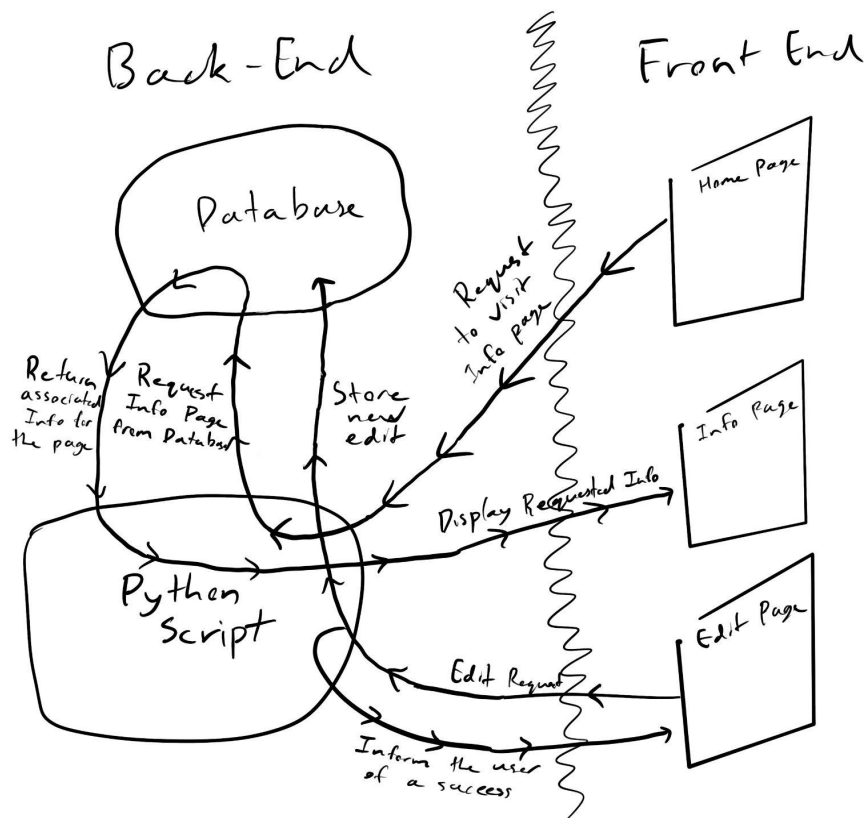 Back-End
Front End
Home Page
Database
Request
to visit
Info page
Return
associated
Info for
the page
Request
Info Page
from Database
Store
new
edit
Info Page
Display Requested Info
Python
Script
Edit Page
Edit Request
Inform the user
of a success